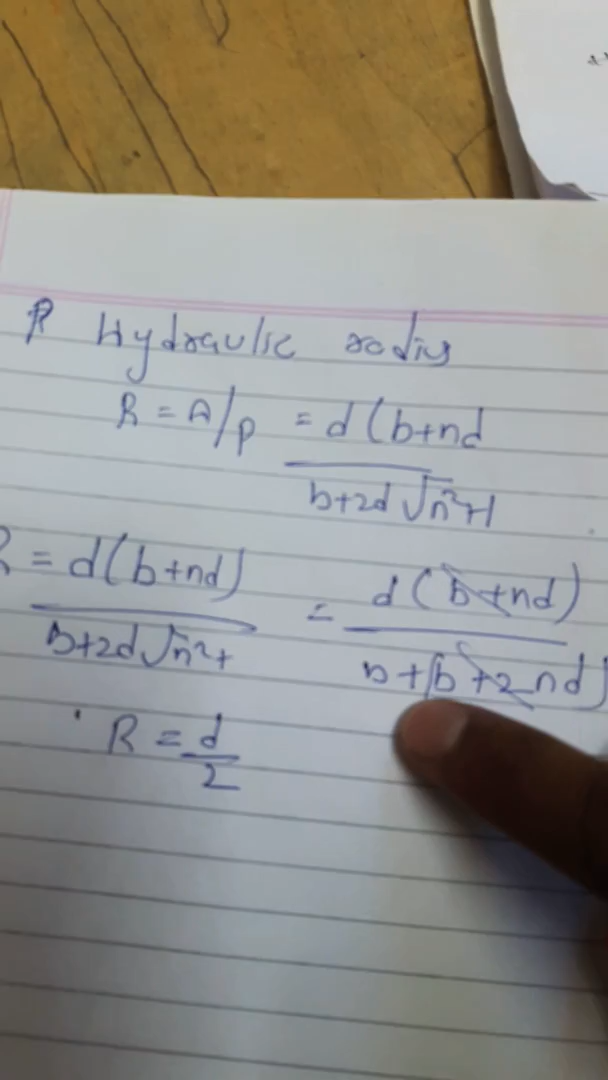 Hydraulic radius
R = A/P = d(b+nd / b+2d√n²+1
R = d(b+nd) / b+2d√n²+ = d(b+nd) / b+(b+2nd)
R = d/2